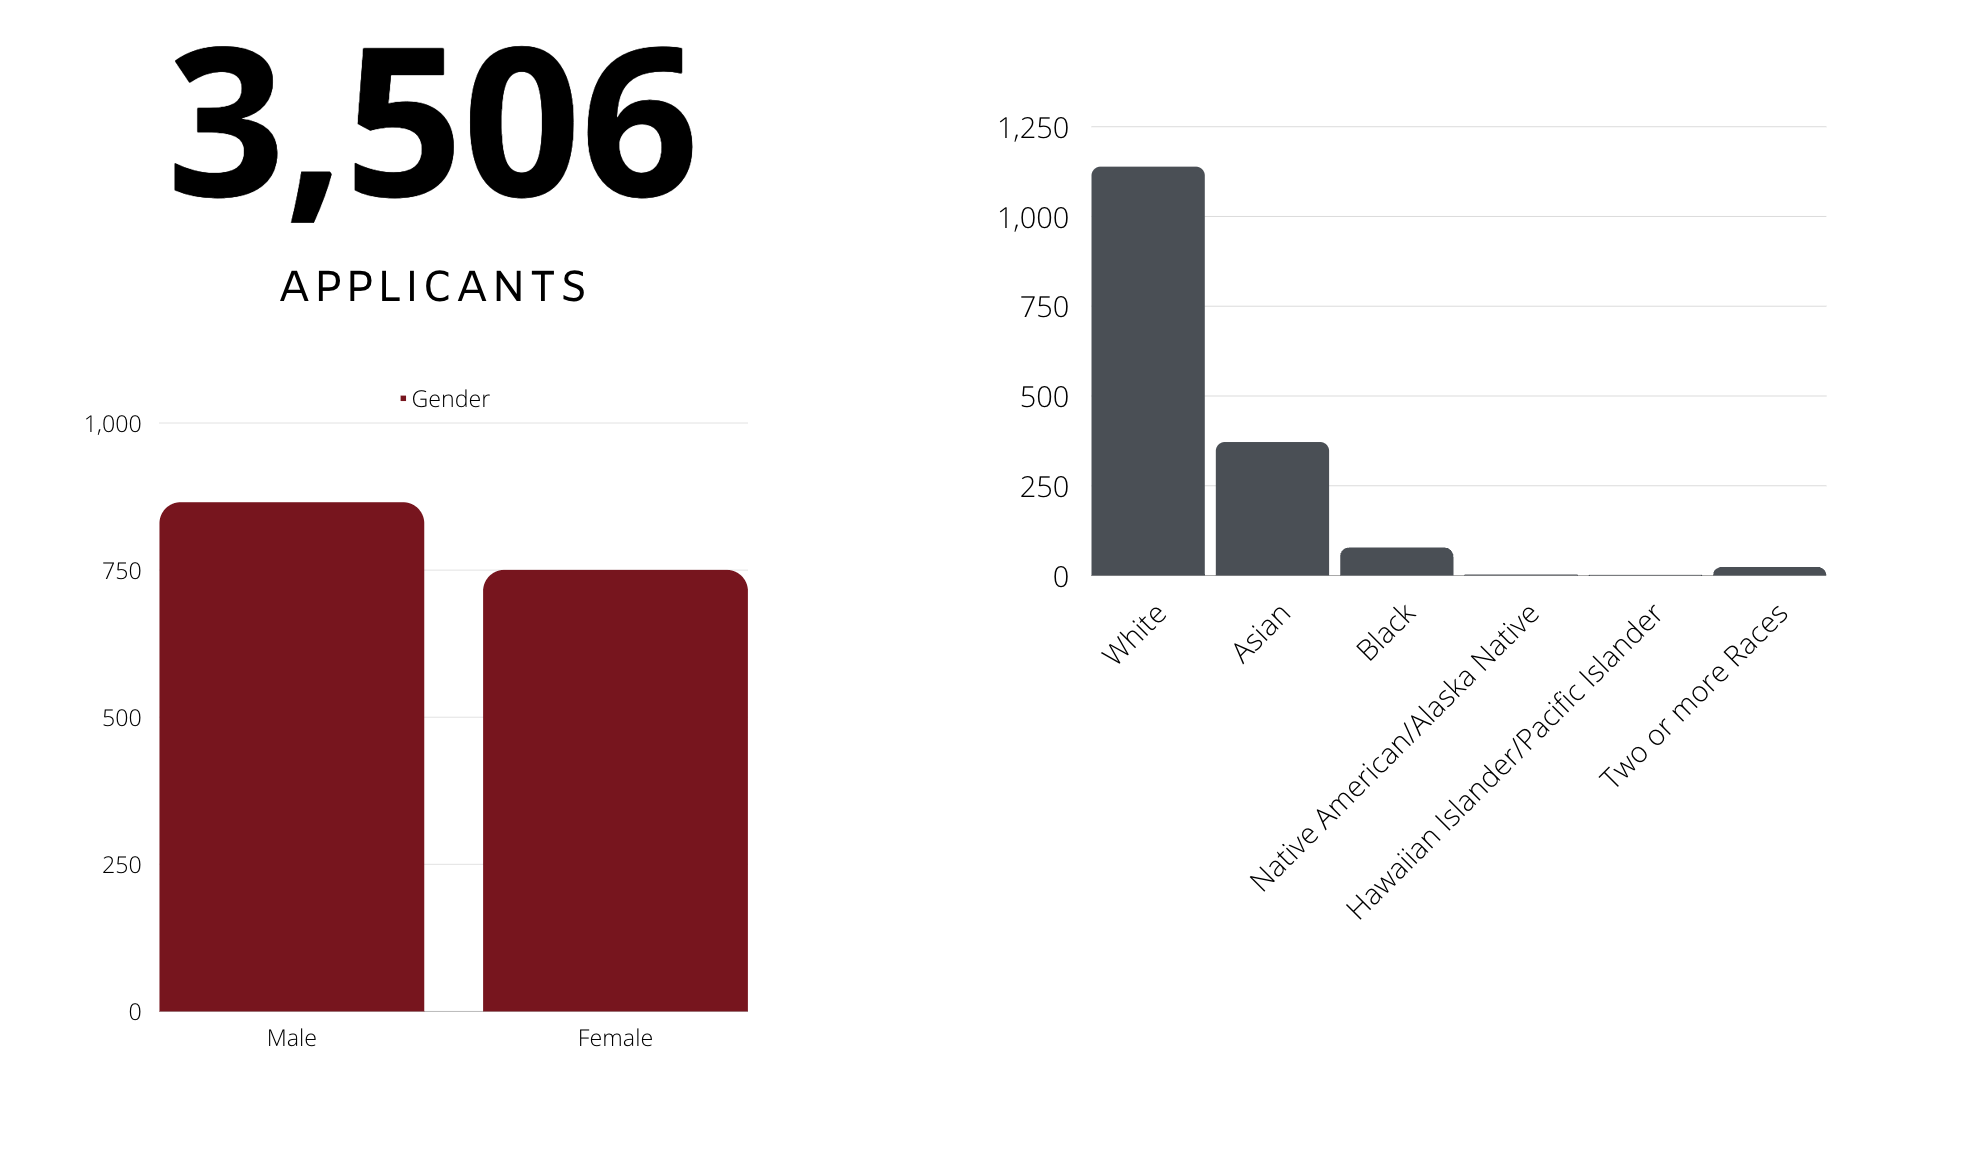 3,506
APPLICANTS
Gender
1,000
750
500
250
0
Male
Female
1,250
1,000
750
500
250
0
White
Asian
Black
Native American/Alaska Native
Hawaiian Islander/Pacific Islander
Two or more Races